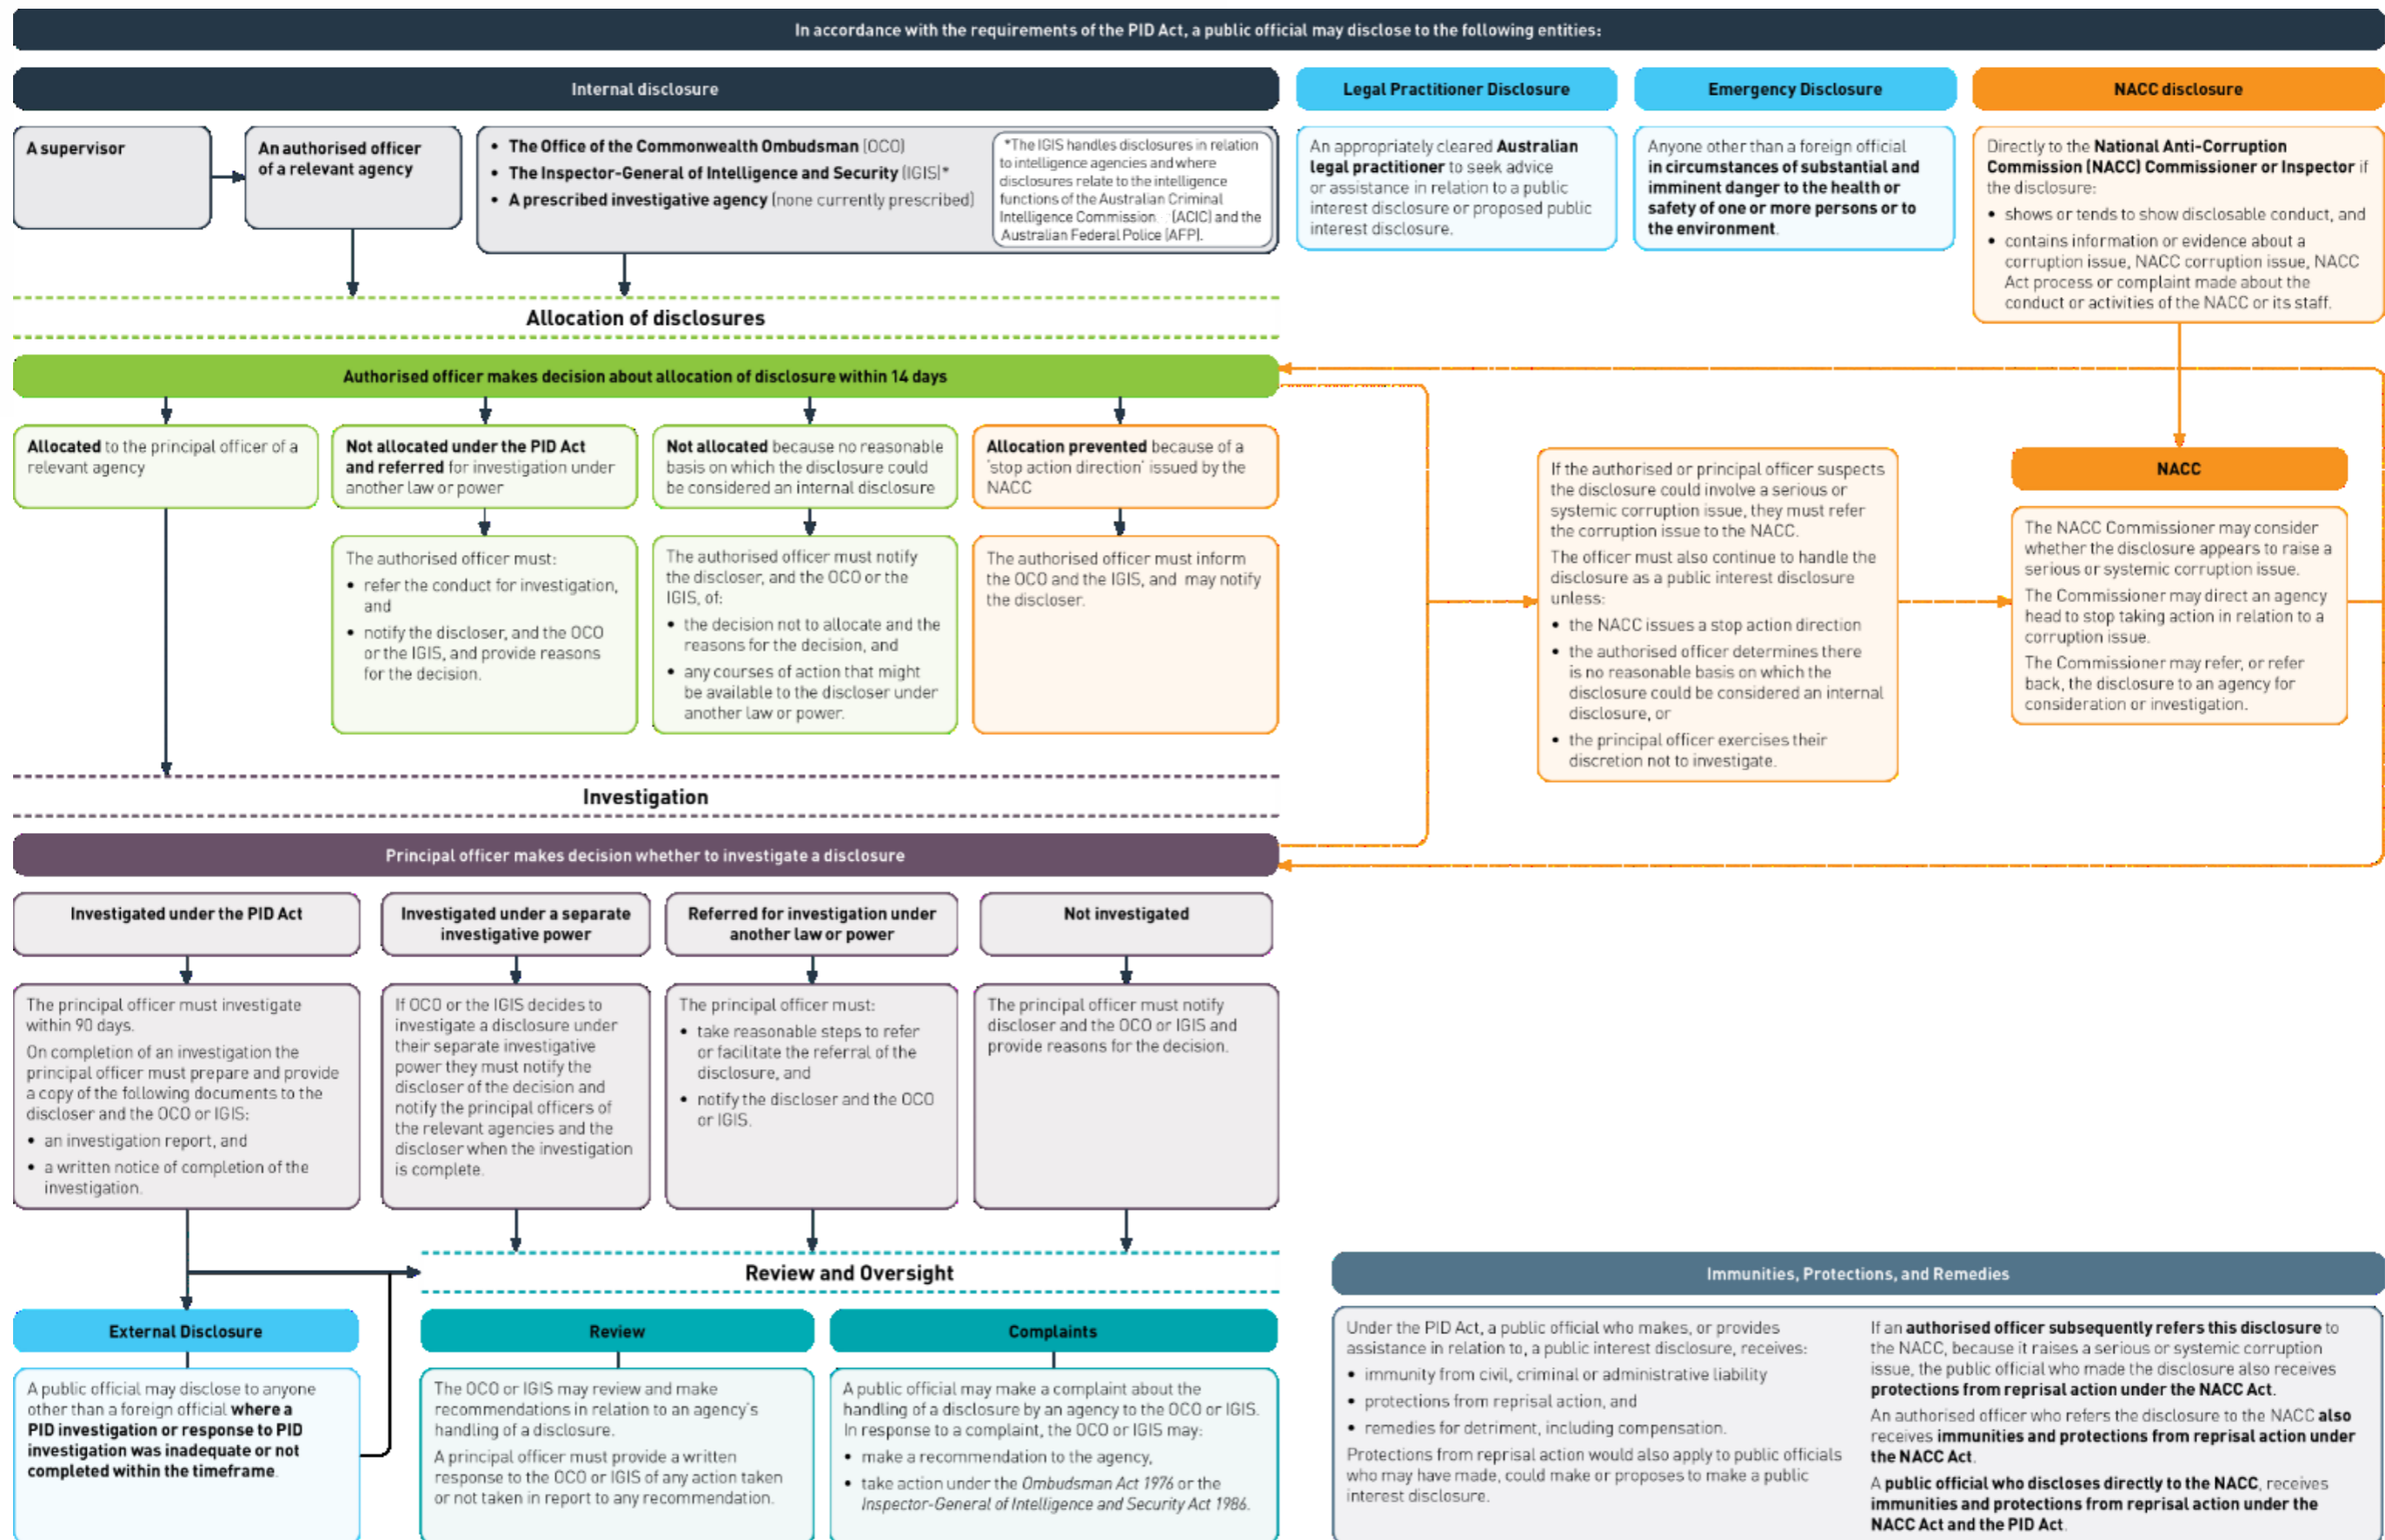 In accordance with the requirements of the PID Act, a public official may disclose to the following entities:
Internal disclosure
A supervisor
An authorised officer
of a relevant agency
• The Office of the Commonwealth Ombudsman (OCO)
• The Inspector-General of Intelligence and Security (IGIS)*
• A prescribed investigative agency (none currently prescribed)
*The IGIS handles disclosures in relation
to intelligence agencies and where
disclosures relate to the intelligence
functions of the Australian Criminal
Intelligence Commission (ACIC) and the
Australian Federal Police (AFP).
Legal Practitioner Disclosure
An appropriately cleared Australian
legal practitioner to seek advice
or assistance in relation to a public
interest disclosure or proposed public
interest disclosure.
Emergency Disclosure
Anyone other than a foreign official
in circumstances of substantial and
imminent danger to the health or
safety of one or more persons or to
the environment.
NACC disclosure
Directly to the National Anti-Corruption
Commission (NACC) Commissioner or Inspector if
the disclosure:
• shows or tends to show disclosable conduct, and
• contains information or evidence about a
corruption issue, NACC corruption issue, NACC
Act process or complaint made about the
conduct or activities of the NACC or its staff.
Allocation of disclosures
Authorised officer makes decision about allocation of disclosure within 14 days
Allocated to the principal officer of a
relevant agency
Not allocated under the PID Act
and referred for investigation under
another law or power
The authorised officer must:
• refer the conduct for investigation,
and
• notify the discloser, and the OCO
or the IGIS, and provide reasons
for the decision.
Not allocated because no reasonable
basis on which the disclosure could
be considered an internal disclosure
The authorised officer must notify
the discloser, and the OCO or the
IGIS, of:
• the decision not to allocate and the
reasons for the decision, and
• any courses of action that might
be available to the discloser under
another law or power.
Allocation prevented because of a
'stop action direction' issued by the
NACC
The authorised officer must inform
the OCO and the IGIS, and may notify
the discloser.
If the authorised or principal officer suspects
the disclosure could involve a serious or
systemic corruption issue, they must refer
the corruption issue to the NACC.
The officer must also continue to handle the
disclosure as a public interest disclosure
unless:
• the NACC issues a stop action direction
• the authorised officer determines there
is no reasonable basis on which the
disclosure could be considered an internal
disclosure, or
• the principal officer exercises their
discretion not to investigate.
NACC
The NACC Commissioner may consider
whether the disclosure appears to raise a
serious or systemic corruption issue.
The Commissioner may direct an agency
head to stop taking action in relation to a
corruption issue.
The Commissioner may refer, or refer
back, the disclosure to an agency for
consideration or investigation.
Investigation
Principal officer makes decision whether to investigate a disclosure
Investigated under the PID Act
The principal officer must investigate
within 90 days.
On completion of an investigation the
principal officer must prepare and provide
a copy of the following documents to the
discloser and the OCO or IGIS:
• an investigation report, and
• a written notice of completion of the
investigation.
Investigated under a separate
investigative power
If OCO or the IGIS decides to
investigate a disclosure under
their separate investigative
power they must notify the
discloser of the decision and
notify the principal officers of
the relevant agencies and the
discloser when the investigation
is complete.
Referred for investigation under
another law or power
The principal officer must:
• take reasonable steps to refer
or facilitate the referral of the
disclosure, and
• notify the discloser and the OCO
or IGIS.
Not investigated
The principal officer must notify
discloser and the OCO or IGIS and
provide reasons for the decision.
Review and Oversight
External Disclosure
A public official may disclose to anyone
other than a foreign official where a
PID investigation or response to PID
investigation was inadequate or not
completed within the timeframe.
Review
The OCO or IGIS may review and make
recommendations in relation to an agency's
handling of a disclosure.
A principal officer must provide a written
response to the OCO or IGIS of any action taken
or not taken in report to any recommendation.
Complaints
A public official may make a complaint about the
handling of a disclosure by an agency to the OCO or IGIS.
In response to a complaint, the OCO or IGIS may:
• make a recommendation to the agency,
• take action under the Ombudsman Act 1976 or the
Inspector-General of Intelligence and Security Act 1986.
Immunities, Protections, and Remedies
Under the PID Act, a public official who makes, or provides
assistance in relation to, a public interest disclosure, receives:
• immunity from civil, criminal or administrative liability
• protections from reprisal action, and
• remedies for detriment, including compensation.
Protections from reprisal action would also apply to public officials
who may have made, could make or proposes to make a public
interest disclosure.
If an authorised officer subsequently refers this disclosure to
the NACC, because it raises a serious or systemic corruption
issue, the public official who made the disclosure also receives
protections from reprisal action under the NACC Act.
An authorised officer who refers the disclosure to the NACC also
receives immunities and protections from reprisal action under
the NACC Act.
A public official who discloses directly to the NACC, receives
immunities and protections from reprisal action under the
NACC Act and the PID Act.